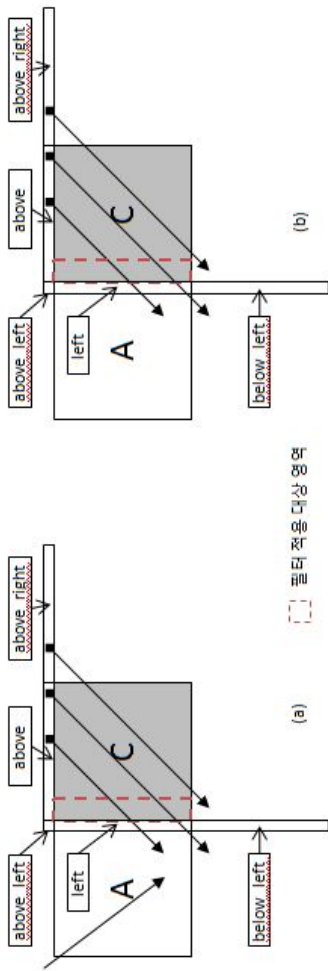 above_left
above
above_right
left
A
C
below_left
(a)
above_left
above
above_right
left
A
C
below_left
(b)
필터 적용 대상 영역